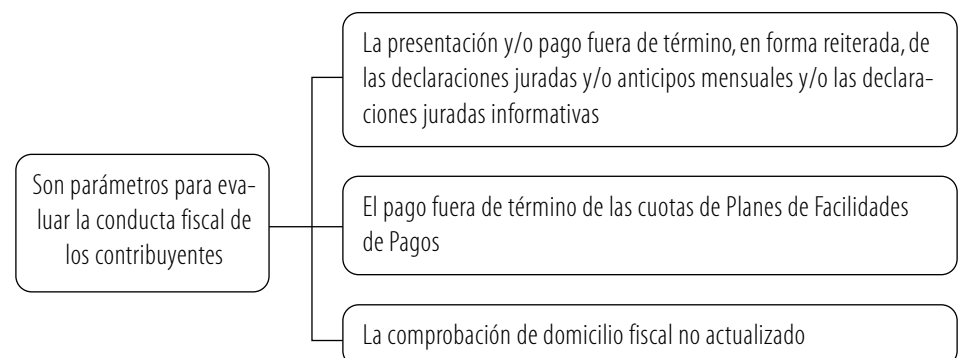 Son parámetros para eva-
luar la conducta fiscal de
los contribuyentes
La presentación y/o pago fuera de término, en forma reiterada, de
las declaraciones juradas y/o anticipos mensuales y/o las declara-
ciones juradas informativas
El pago fuera de término de las cuotas de Planes de Facilidades
de Pagos
La comprobación de domicilio fiscal no actualizado